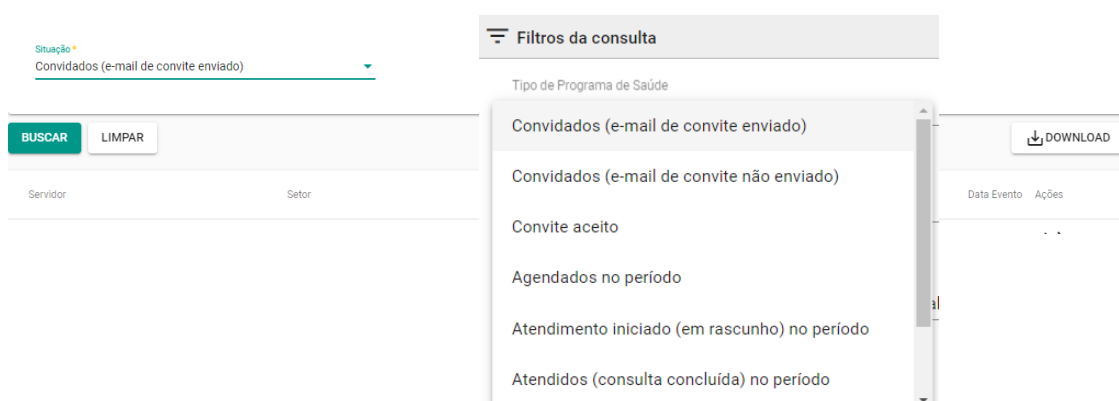 Situação *
Convidados (e-mail de convite enviado)
BUSCAR
LIMPAR
Servidor
Setor
Filtros da consulta
Tipo de Programa de Saúde
Convidados (e-mail de convite enviado)
Convidados (e-mail de convite não enviado)
Convite aceito
Agendados no período
Atendimento iniciado (em rascunho) no período
Atendidos (consulta concluída) no período
DOWNLOAD
Data Evento
Ações